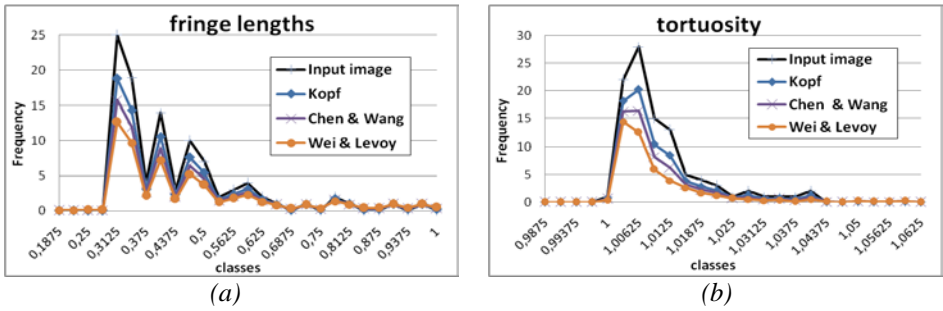 fringe lengths
25
20
15
10
5
0
Frequency
Input image
Kopf
Chen & Wang
Wei & Levoy
0,1875
0,25
0,3125
0,375
0,4375
0,5
0,5625
0,625
0,6875
0,75
0,8125
0,875
0,9375
1
classes
(a)
tortuosity
30
25
20
15
10
5
0
Frequency
Input image
Kopf
Chen & Wang
Wei & Levoy
0,9875
0,99375
1
1,00625
1,0125
1,01875
1,025
1,03125
1,0375
1,04375
1,05
1,05625
1,0625
classes
(b)